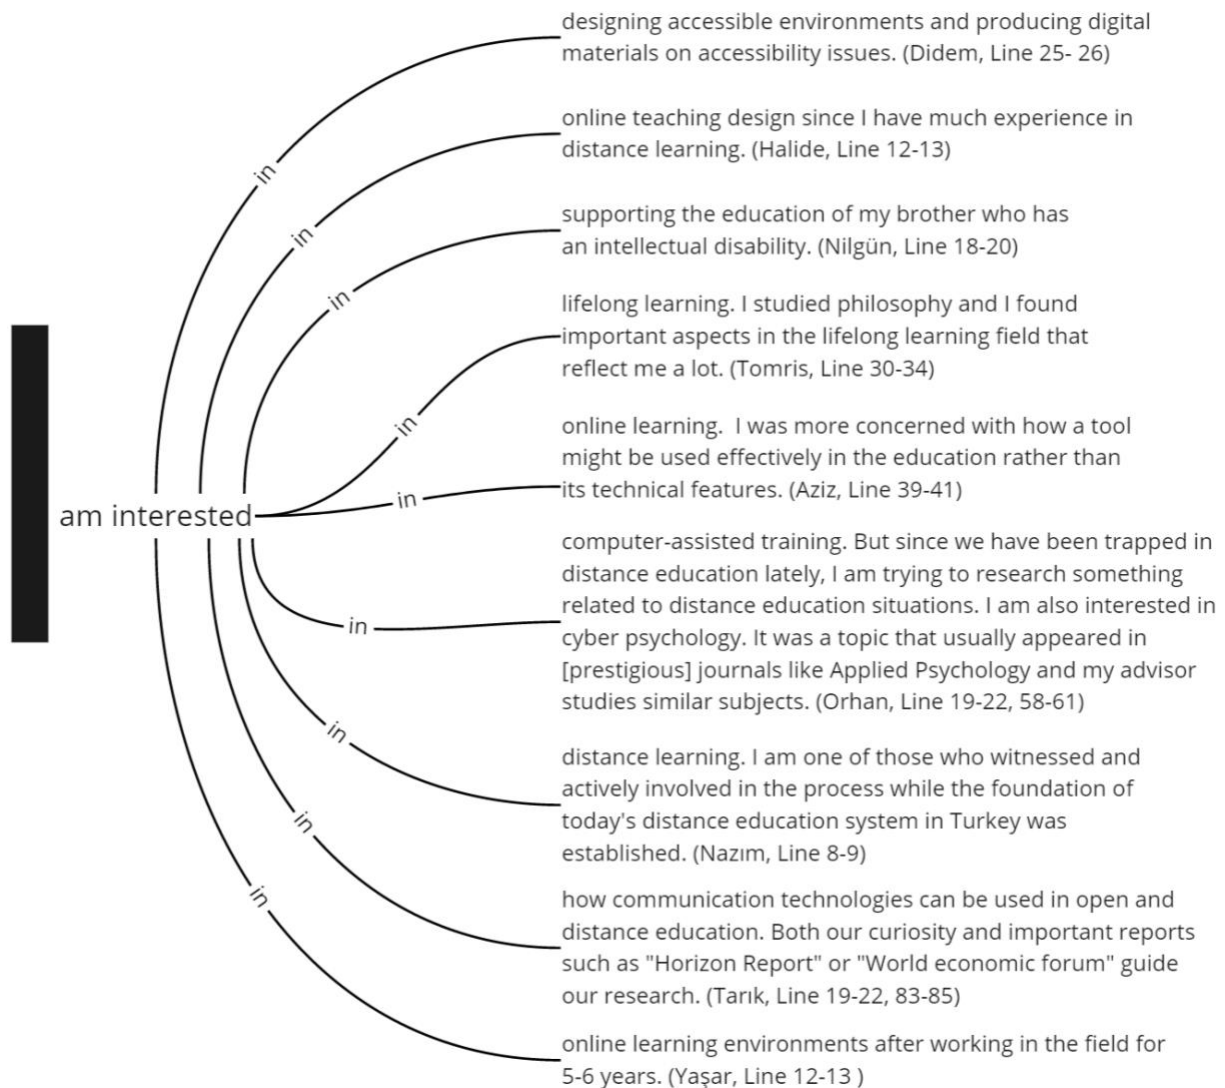 designing accessible environments and producing digital
materials on accessibility issues. (Didem, Line 25- 26)
in
online teaching design since I have much experience in
distance learning. (Halide, Line 12-13)
in
supporting the education of my brother who has
an intellectual disability. (Nilgün, Line 18-20)
in
lifelong learning. I studied philosophy and I found
important aspects in the lifelong learning field that
reflect me a lot. (Tomris, Line 30-34)
in
online learning.  I was more concerned with how a tool
might be used effectively in the education rather than
its technical features. (Aziz, Line 39-41)
in
I
am interested
computer-assisted training. But since we have been trapped in
distance education lately, I am trying to research something
related to distance education situations. I am also interested in
cyber psychology. It was a topic that usually appeared in
[prestigious] journals like Applied Psychology and my advisor
studies similar subjects. (Orhan, Line 19-22, 58-61)
in
distance learning. I am one of those who witnessed and
actively involved in the process while the foundation of
today's distance education system in Turkey was
established. (Nazım, Line 8-9)
in
how communication technologies can be used in open and
distance education. Both our curiosity and important reports
such as "Horizon Report" or "World economic forum" guide
our research. (Tarık, Line 19-22, 83-85)
in
online learning environments after working in the field for
5-6 years. (Yaşar, Line 12-13 )
in